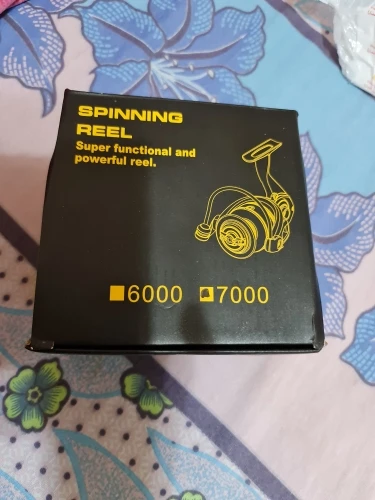 SPINNING
REEL
Super functional and
powerful reel.
6000 7000